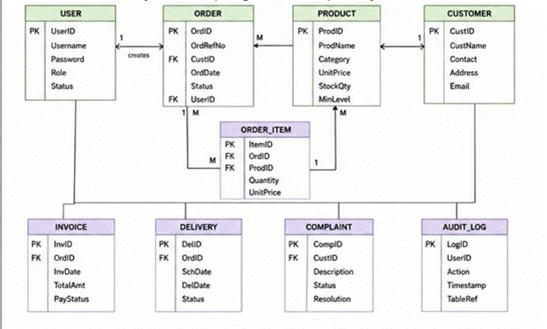 USER
PK UserID
Username
Password
Role
Status
ORDER
PK OrdID
OrdRefNo
FK CustID
OrdDate
Status
FK UserID
PRODUCT
PK ProdID
ProdName
Category
UnitPrice
StockQty
MinLevel
CUSTOMER
PK CustID
CustName
Contact
Address
Email
1
creates
M
1
1 M
M
M
1
ORDER_ITEM
PK ItemID
FK OrdID
FK ProdID
Quantity
UnitPrice
INVOICE
PK InvID
FK OrdID
InvDate
TotalAmt
PayStatus
DELIVERY
PK DelID
FK OrdID
SchDate
DelDate
Status
COMPLAINT
PK CompID
FK CustID
Description
Status
Resolution
AUDIT_LOG
PK LogID
UserID
Action
Timestamp
TableRef